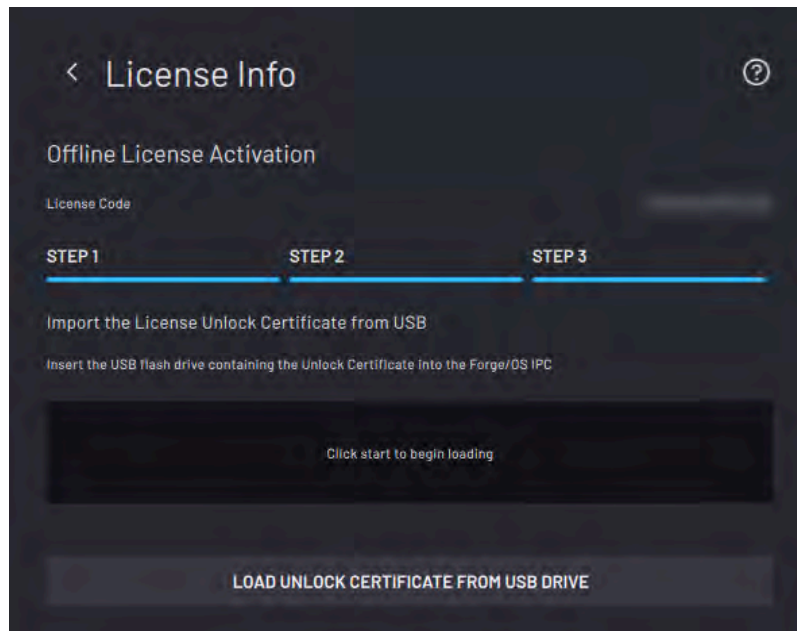 License Info
Offline License Activation
License Code
STEP 1 STEP 2 STEP 3
Import the License Unlock Certificate from USB
Insert the USB flash drive containing the Unlock Certificate into the Forge/OS IPC
Click start to begin loading
LOAD UNLOCK CERTIFICATE FROM USB DRIVE